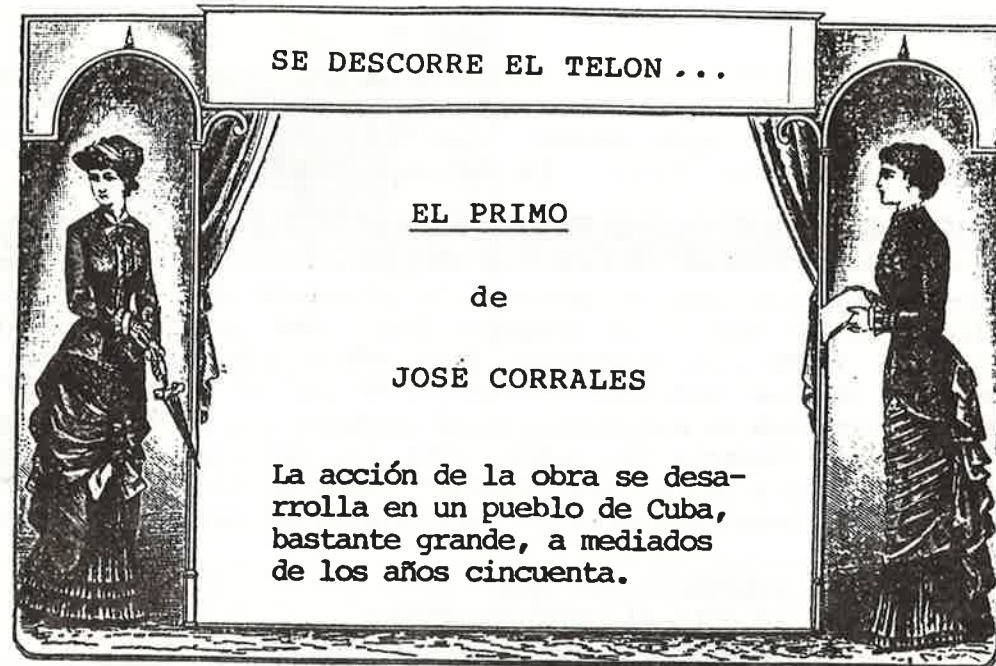 SE DESCORRE EL TELON...
EL PRIMO
de
JOSÉ CORRALES
La acción de la obra se desa-
rrolla en un pueblo de Cuba,
bastante grande, a mediados
de los años cincuenta.